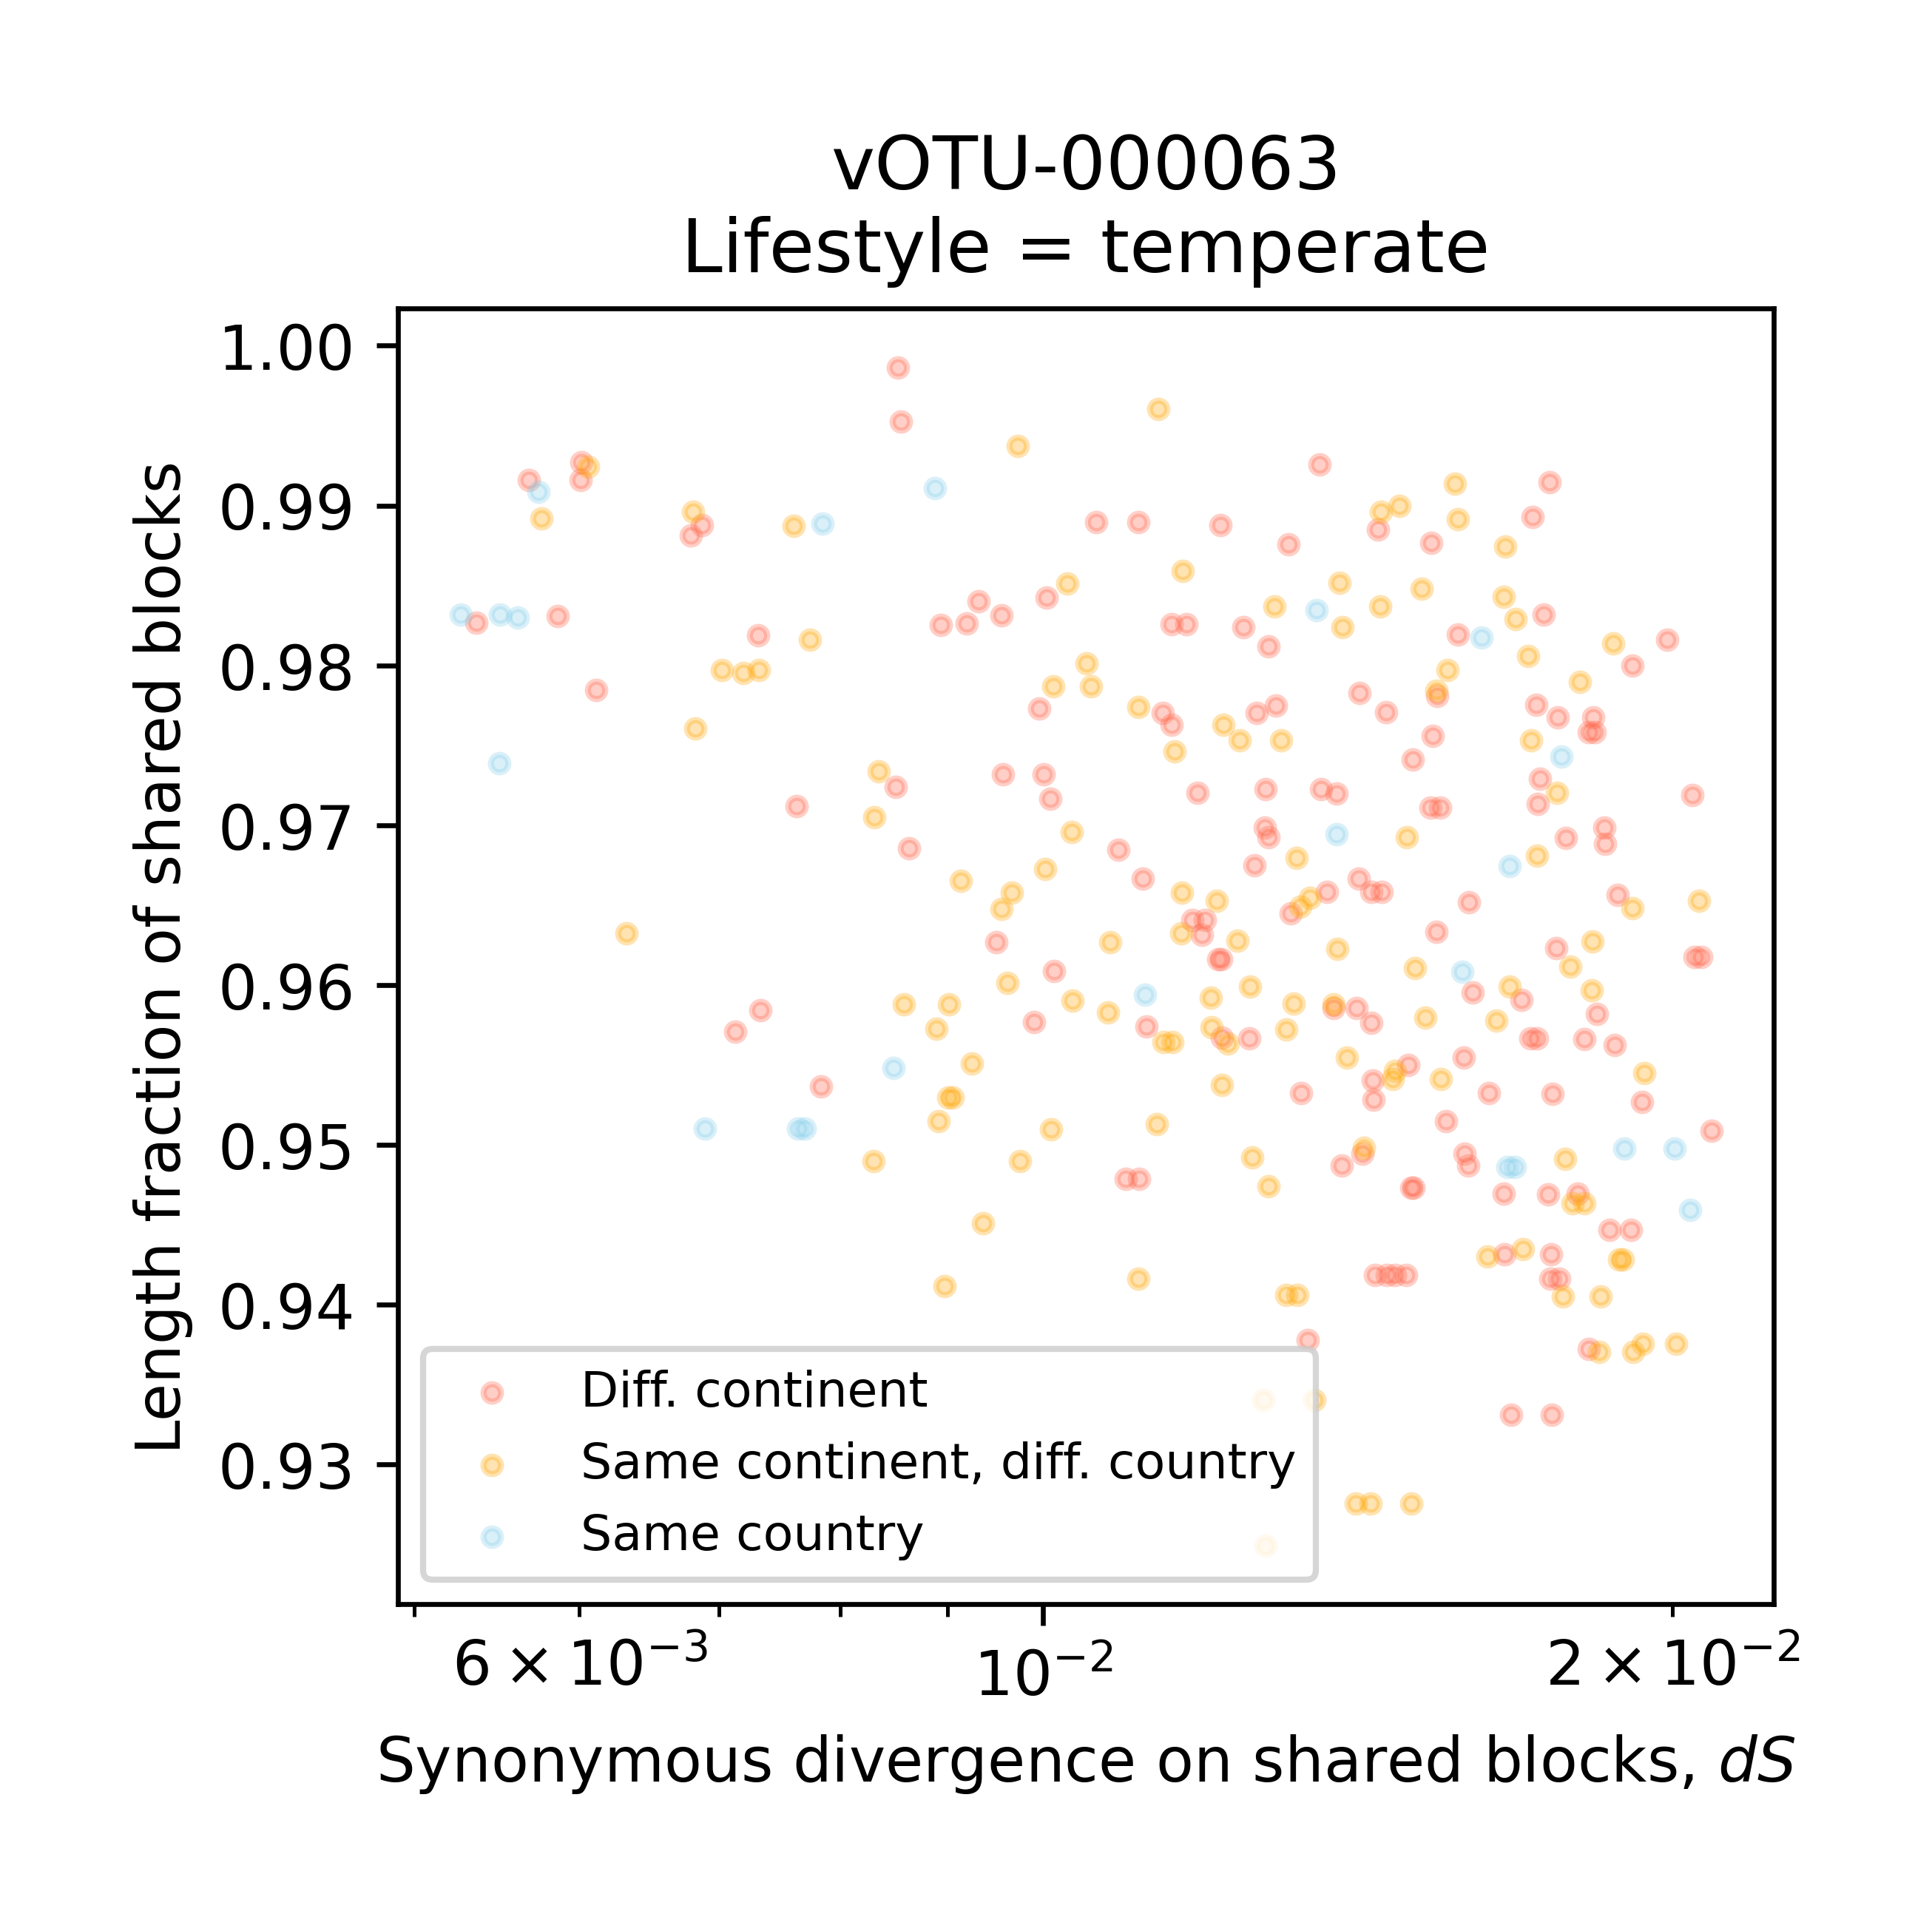 vOTU-000063
Lifestyle = temperate
Length fraction of shared blocks
1.00
0.99
0.98
0.97
0.96
0.95
0.94
0.93
Diff. continent
Same continent, diff. country
Same country
6 × 10⁻³
10⁻²
2 × 10⁻²
Synonymous divergence on shared blocks, dS